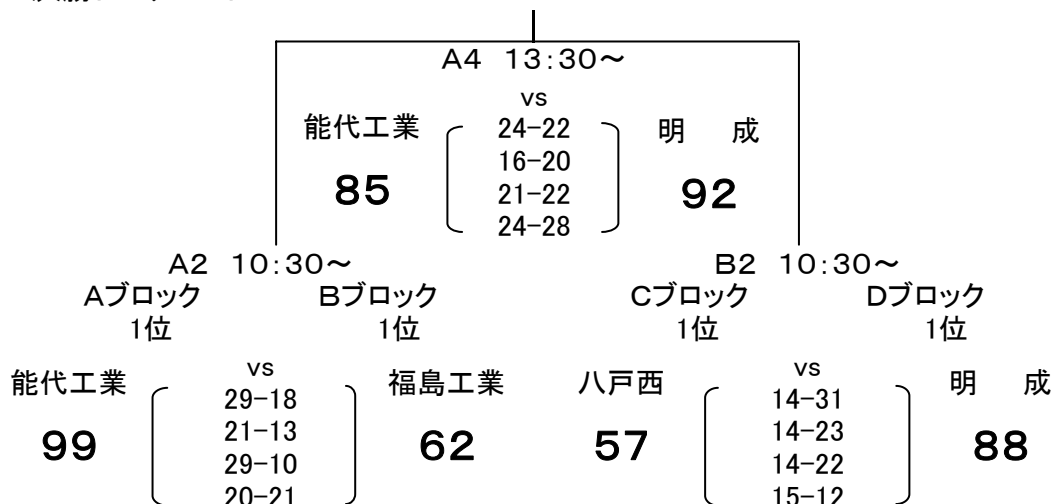 A4 13:30～
vs
能代工業 24-22 明 成
16-20
85 21-22 92
24-28
A2 10:30～ B2 10:30～
Aブロック Bブロック Cブロック Dブロック
1位 1位 1位 1位
vs vs
能代工業 29-18 福島工業 八戸西 14-31 明 成
21-13 14-23
99 29-10 62 57 14-22 88
20-21 15-12